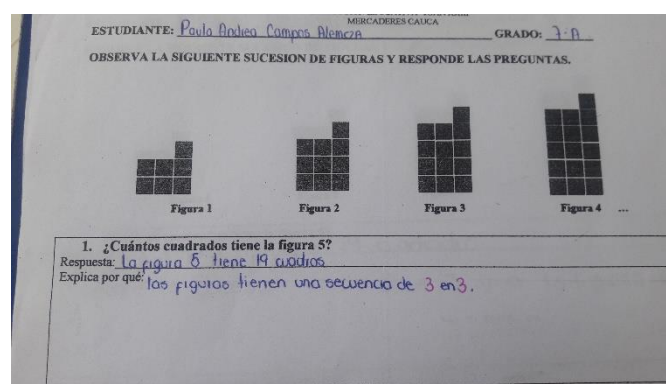 MERCADERES CAUCA
ESTUDIANTE: Paula Andrea Campos GRADO: 7-A
OBSERVA LA SIGUIENTE SUCESION DE FIGURAS Y RESPONDE LAS PREGUNTAS.
Figura 1 Figura 2 Figura 3 Figura 4 ...
1. ¿Cuántos cuadrados tiene la figura 5?
Respuesta: La figura 5 tiene 19 cuadros
Explica por qué: las figuras tienen una secuencia de 3 en 3.